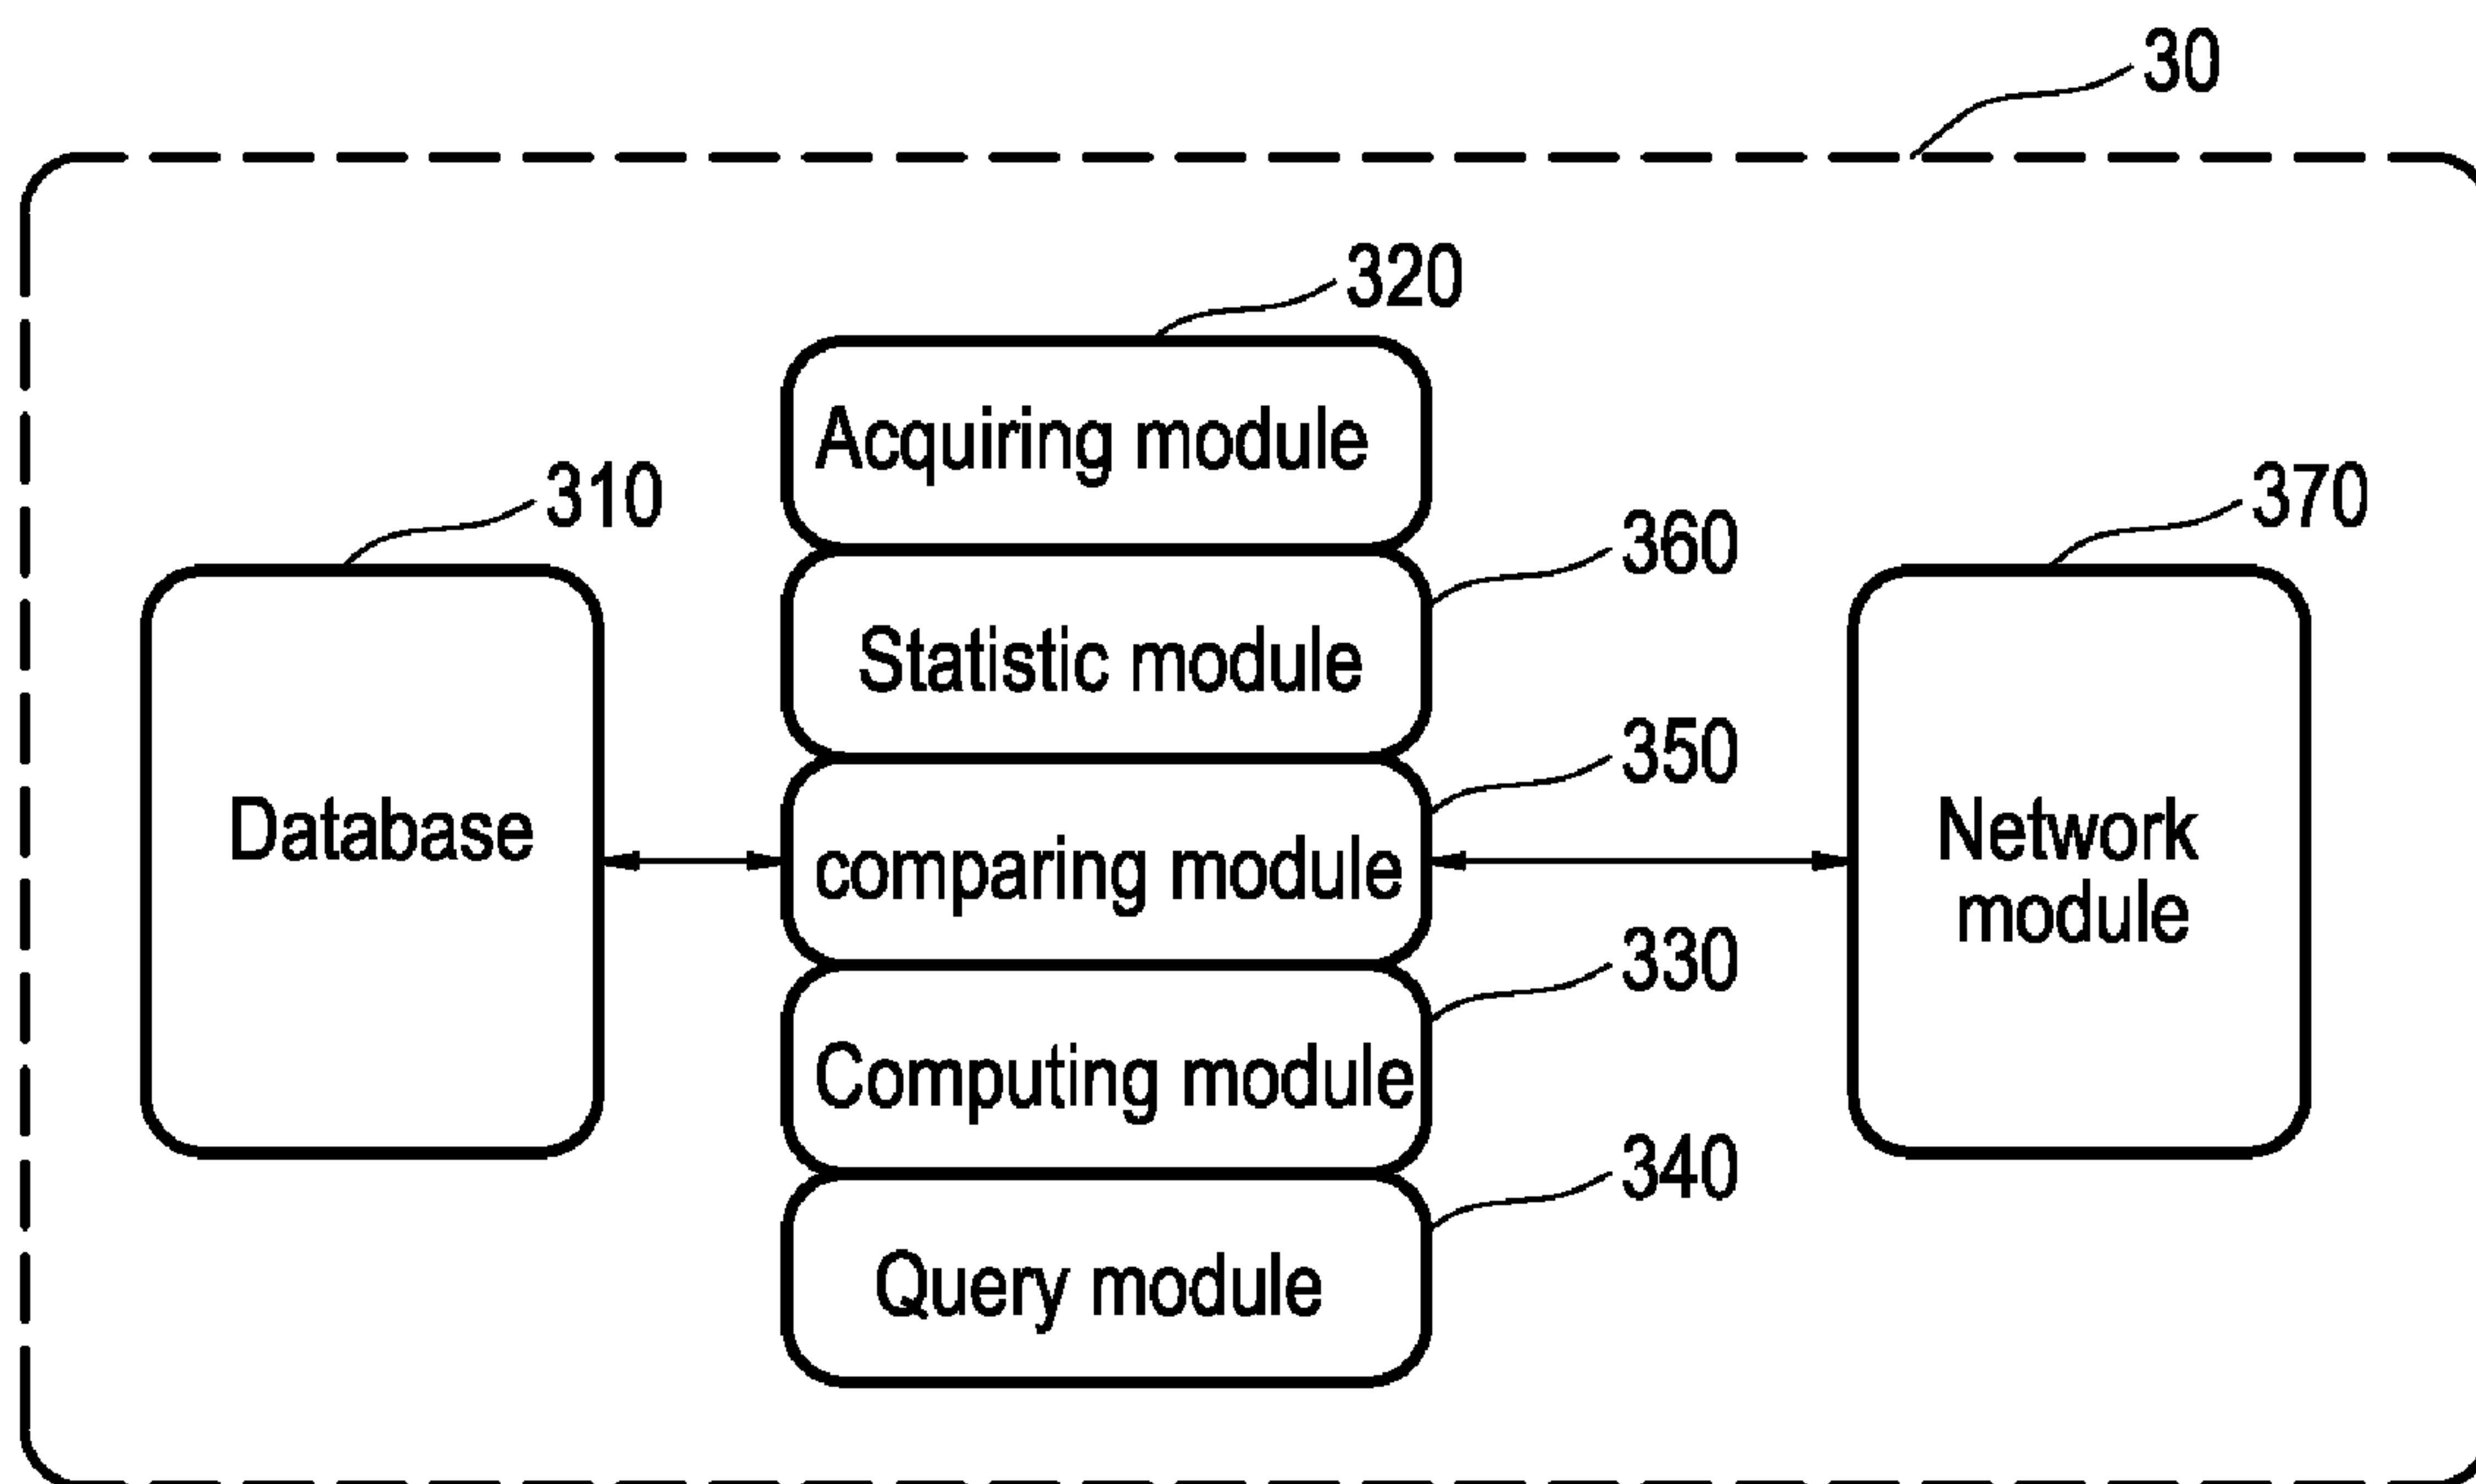 30
320
Acquiring module
310
360
370
Statistic module
350
Database
comparing module
Network
module
330
Computing module
340
Query module